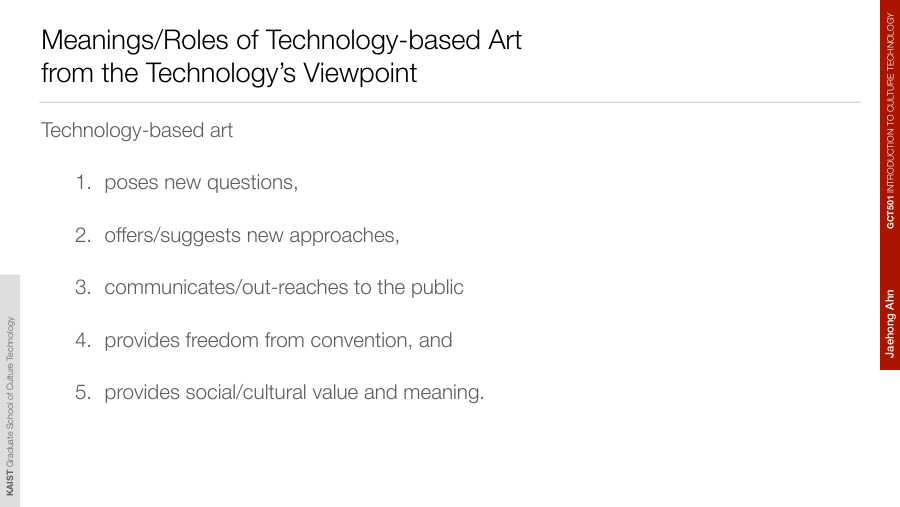 Meanings/Roles of Technology-based Art
from the Technology's Viewpoint
Technology-based art
1. poses new questions,
2. offers/suggests new approaches,
3. communicates/out-reaches to the public
4. provides freedom from convention, and
5. provides social/cultural value and meaning.
KAIST Graduate School of Culture Technology
GCT501 INTRODUCTION TO CULTURE TECHNOLOGY
Jaehong Ahn